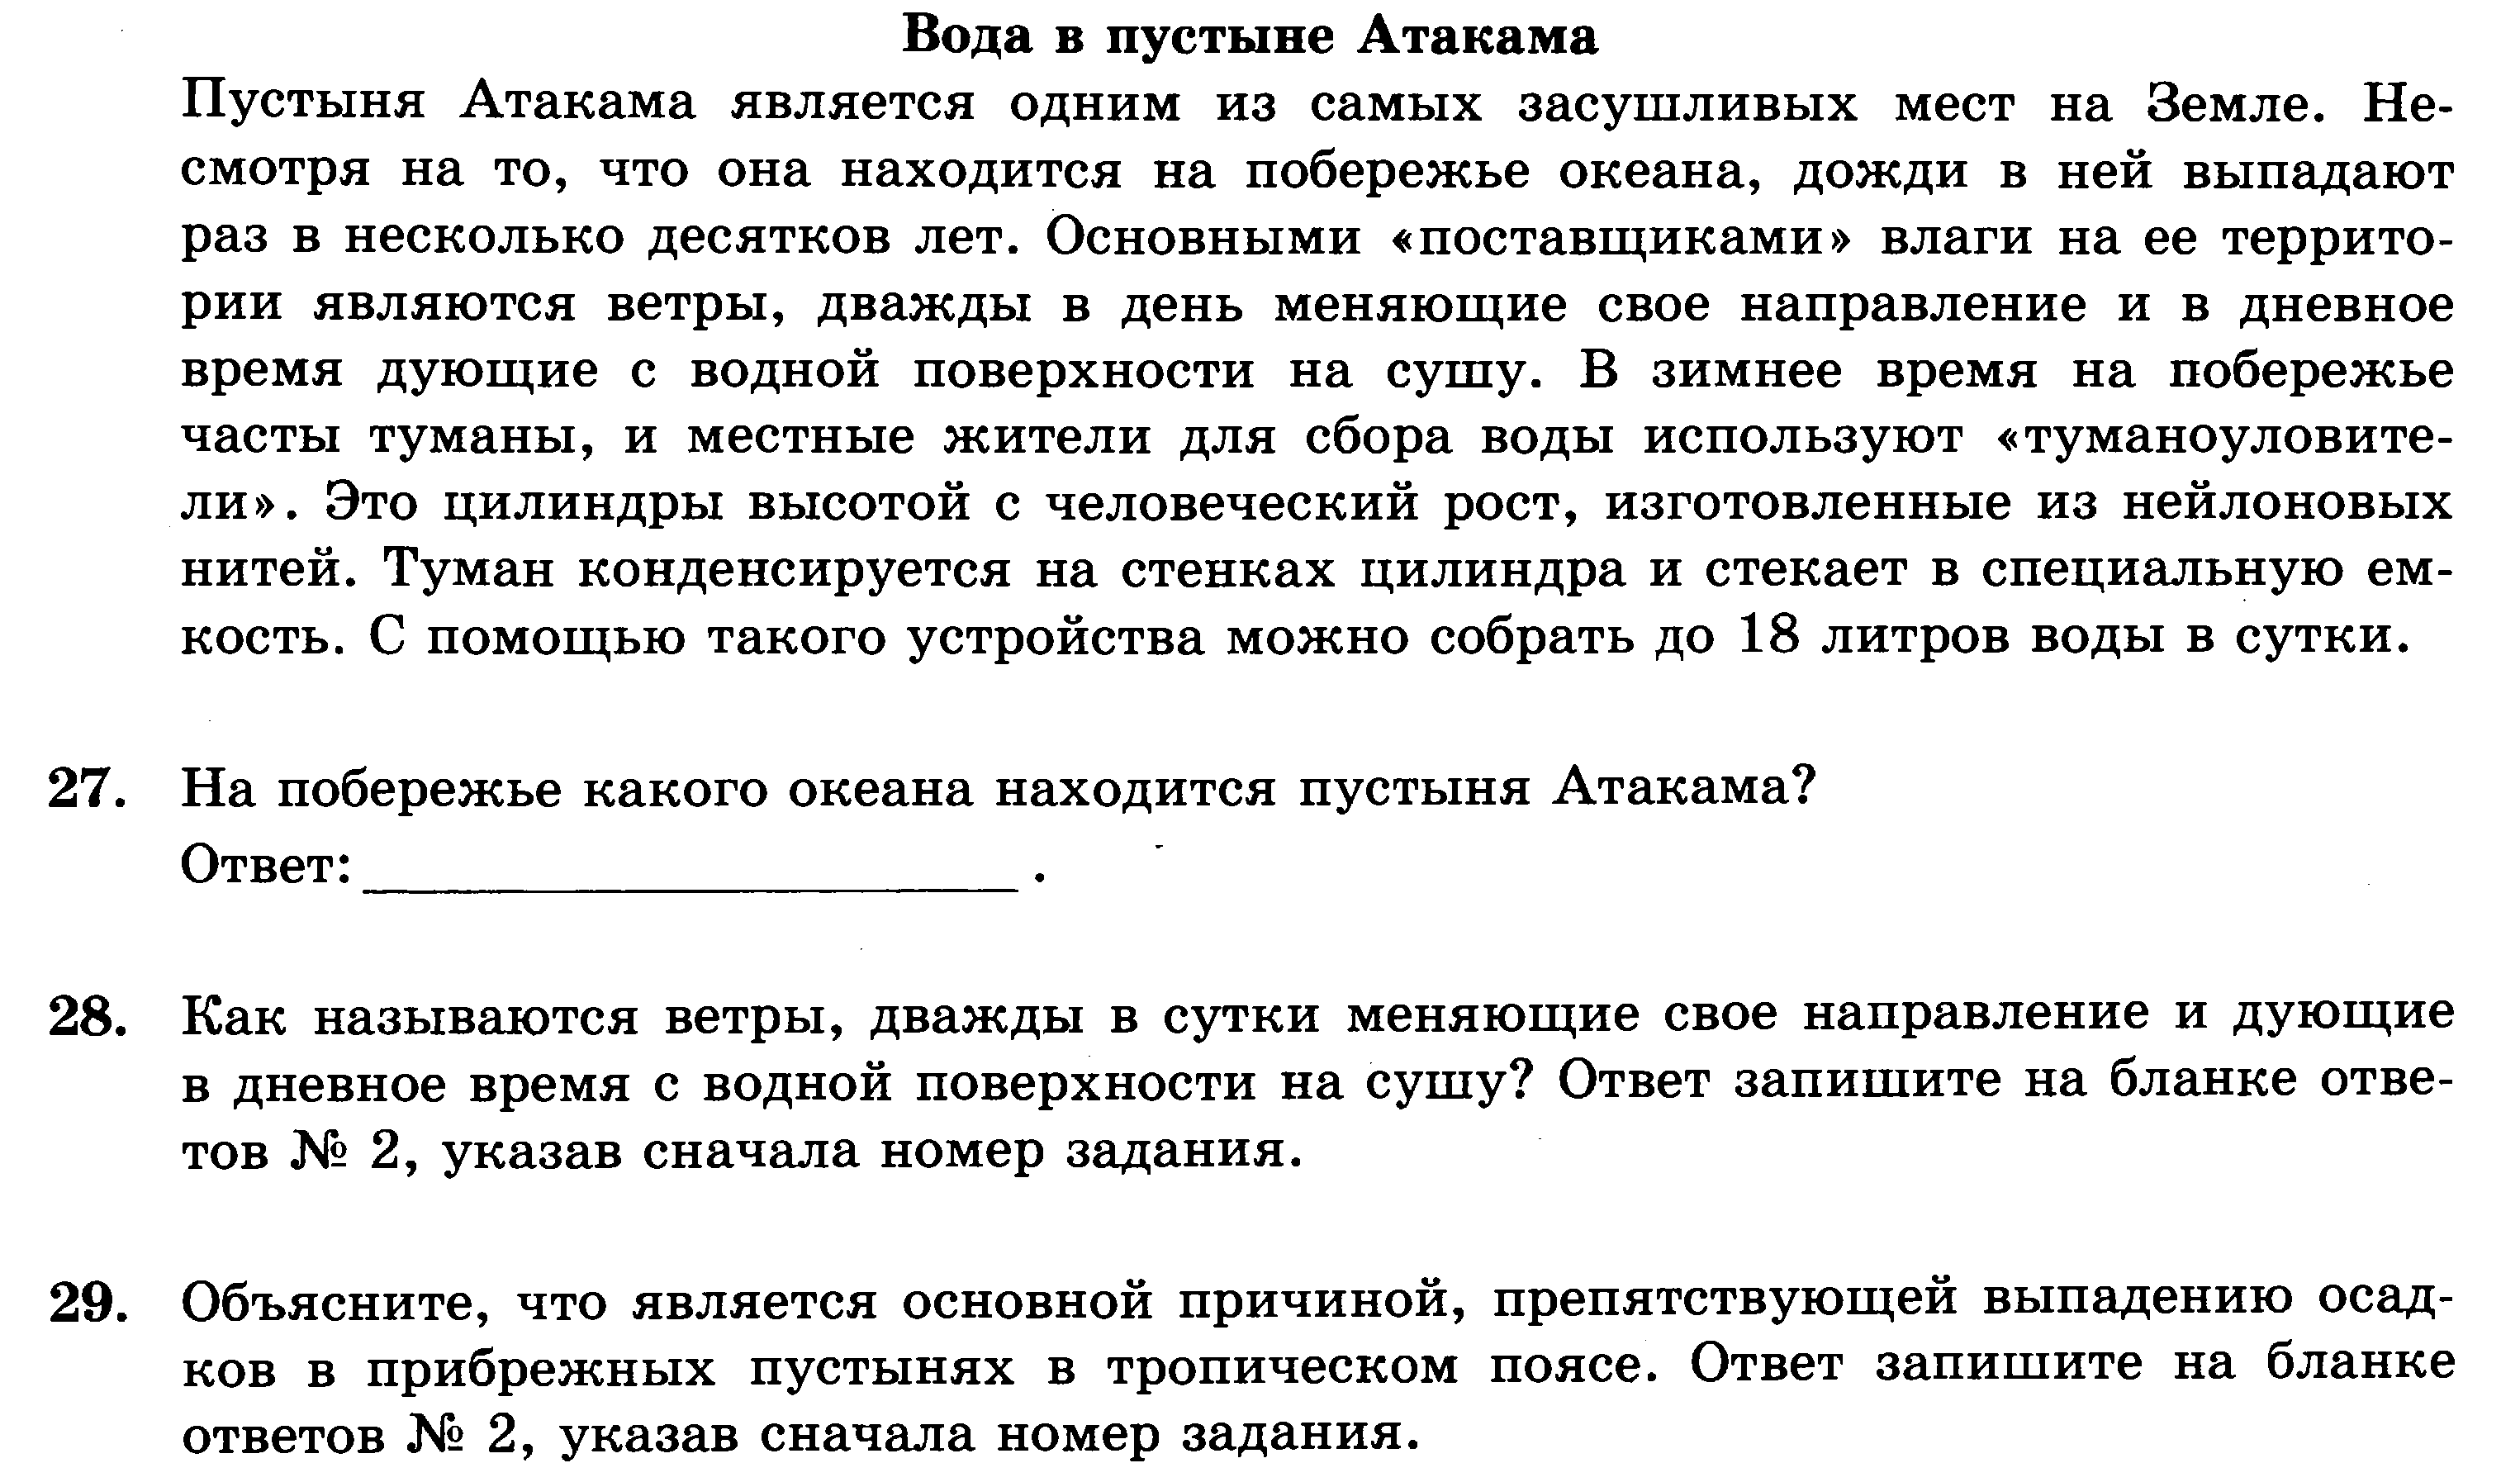 Вода в пустыне Атакама
Пустыня Атакама является одним из самых засушливых мест на Земле. Не-
смотря на то, что она находится на побережье океана, дожди в ней выпадают
раз в несколько десятков лет. Основными «поставщиками» влаги на ее террито-
рии являются ветры, дважды в день меняющие свое направление и в дневное
время дующие с водной поверхности на сушу. В зимнее время на побережье
часты туманы, и местные жители для сбора воды используют «тумaноуловите-
ли». Это цилиндры высотой с человеческий рост, изготовленные из нейлоновых
нитей. Туман конденсируется на стенках цилиндра и стекает в специальную ем-
кость. С помощью такого устройства можно собрать до 18 литров воды в сутки.
27. На побережье какого океана находится пустыня Атакама?
Ответ: ____________________ .
28. Как называются ветры, дважды в сутки меняющие свое направление и дующие
в дневное время с водной поверхности на сушу? Ответ запишите на бланке отве-
тов № 2, указав сначала номер задания.
29. Объясните, что является основной причиной, препятствующей выпадению осад-
ков в прибрежных пустынях в тропическом поясе. Ответ запишите на бланке
ответов № 2, указав сначала номер задания.